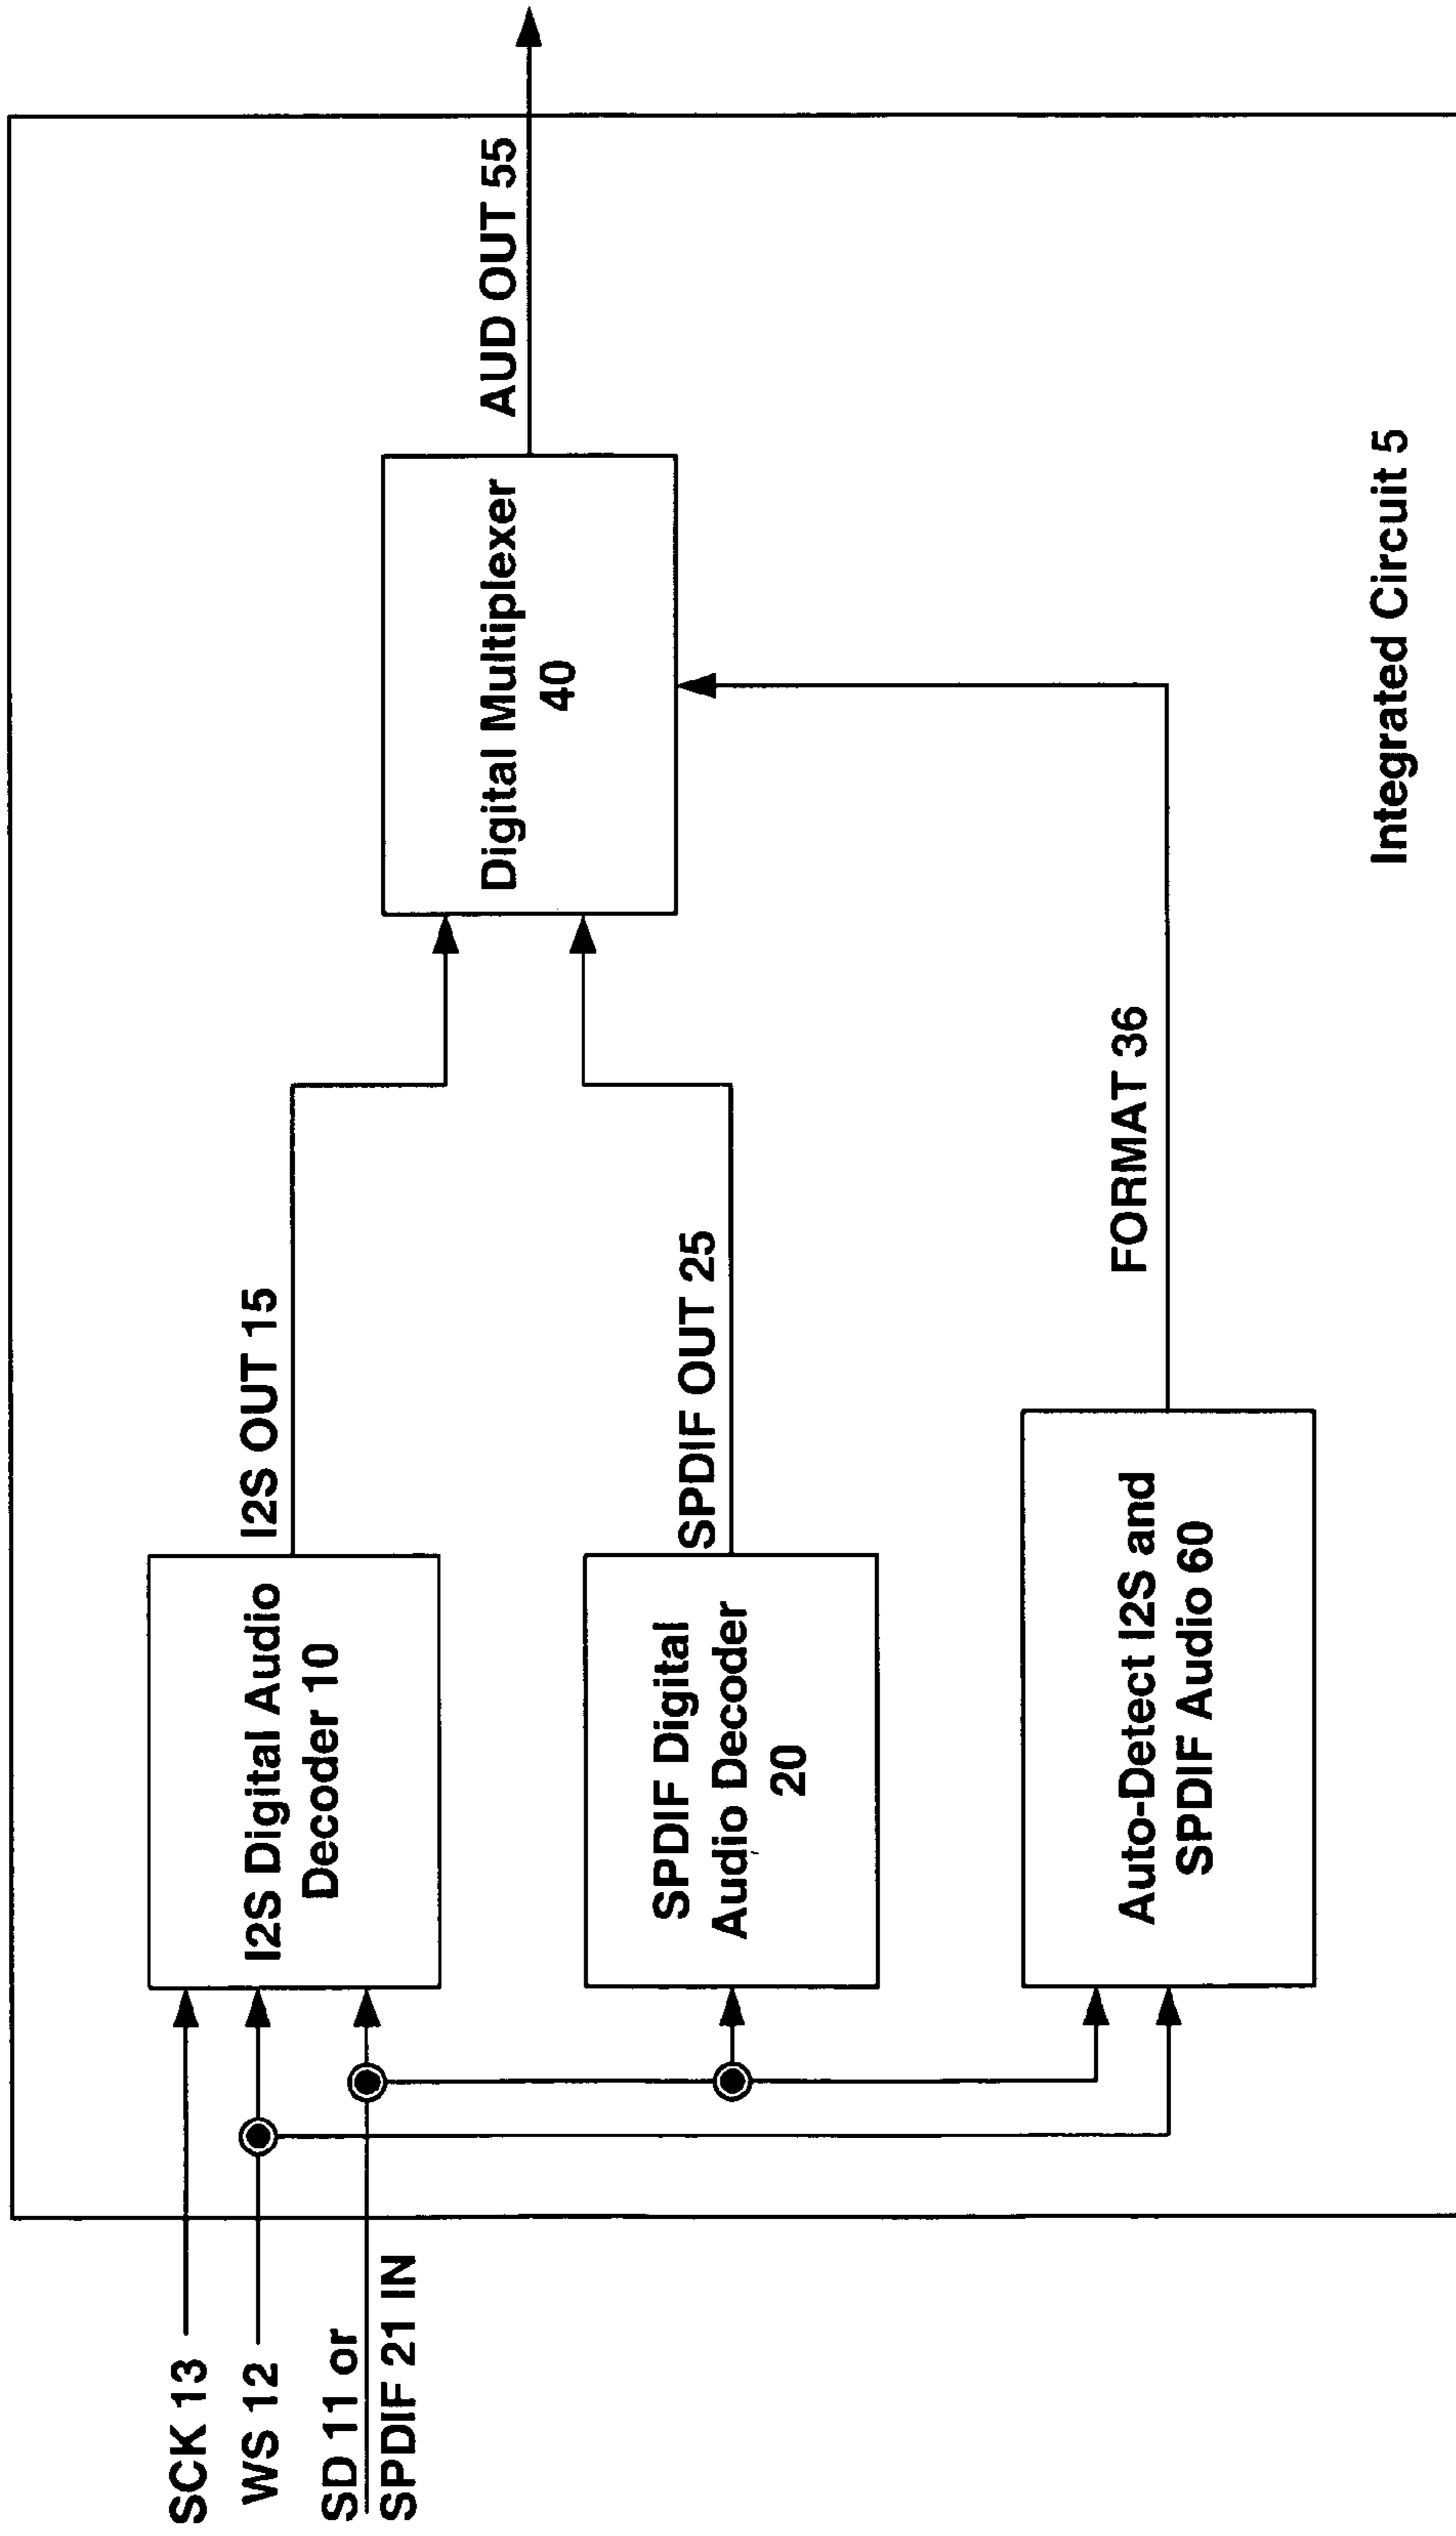 SCK 13
WS 12
SD 11 or
SPDIF 21 IN
I2S Digital Audio
Decoder 10
I2S OUT 15
SPDIF Digital
Audio Decoder
20
SPDIF OUT 25
Auto-Detect I2S and
SPDIF Audio 60
FORMAT 36
Digital Multiplexer
40
AUD OUT 55
Integrated Circuit 5